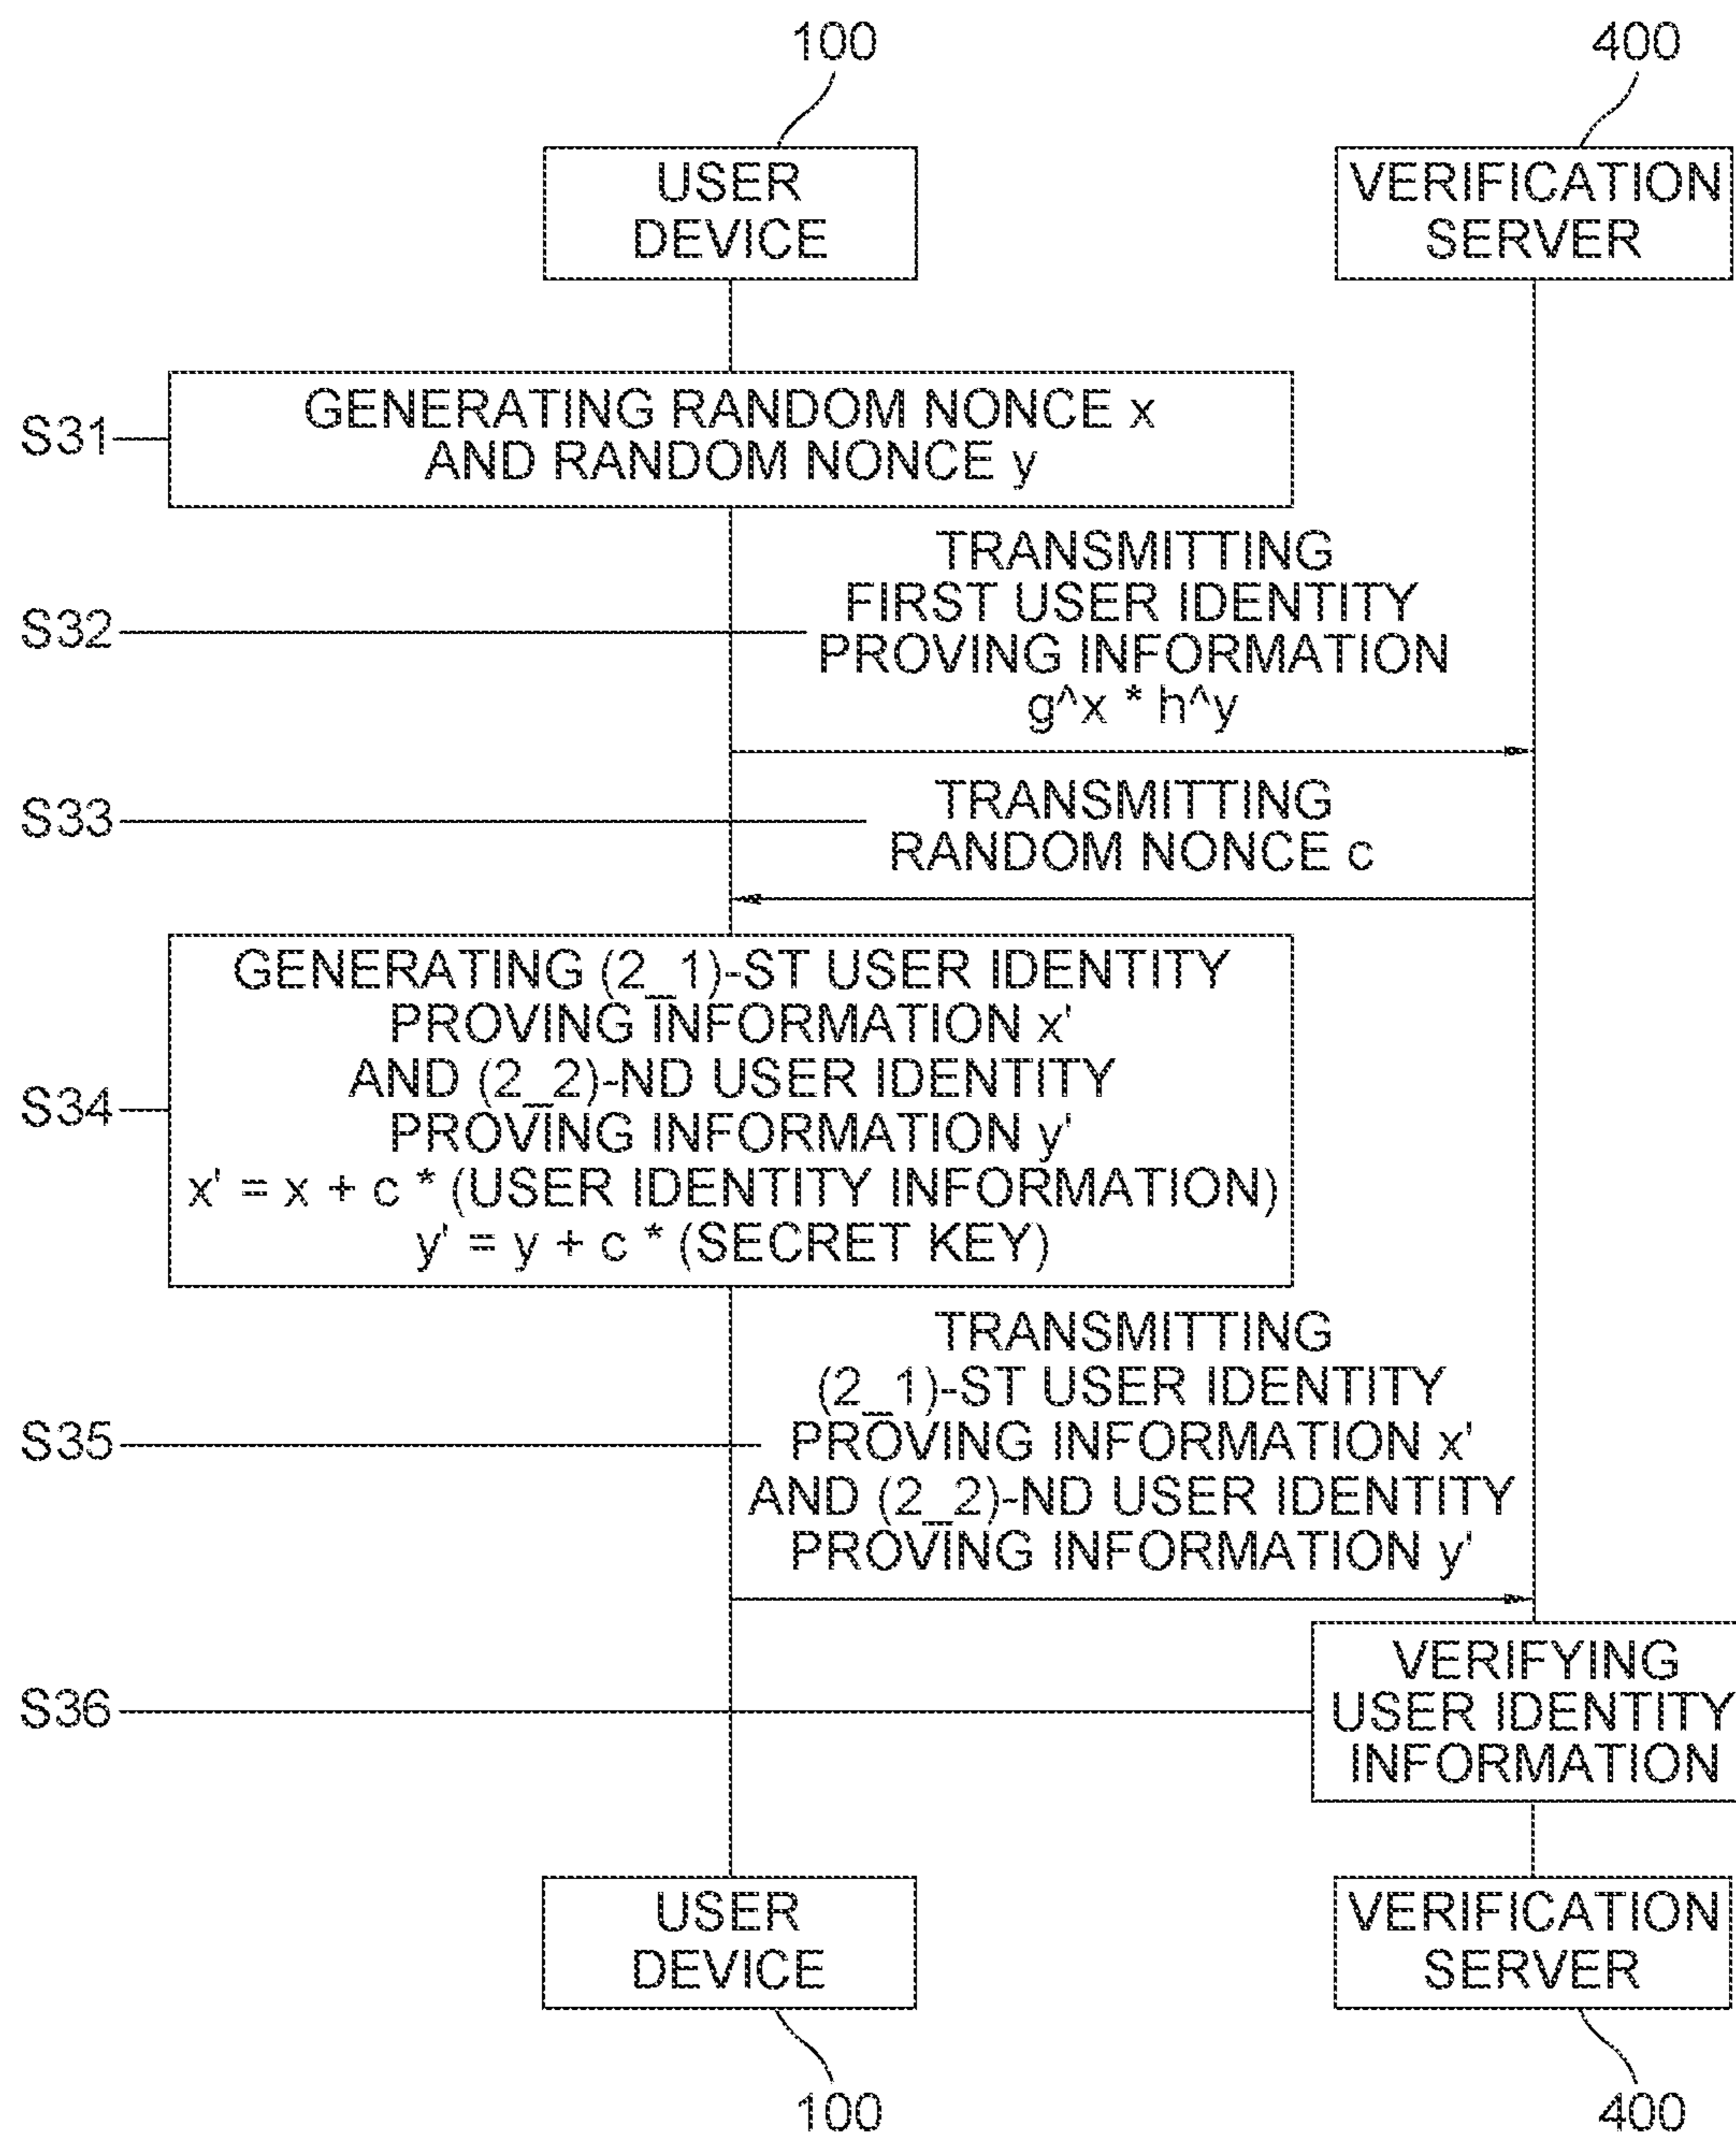 100
400
USER
DEVICE
VERIFICATION
SERVER
S31
GENERATING RANDOM NONCE x
AND RANDOM NONCE y
S32
TRANSMITTING
FIRST USER IDENTITY
PROVING INFORMATION
g^x * h^y
S33
TRANSMITTING
RANDOM NONCE c
S34
GENERATING (2_1)-ST USER IDENTITY
PROVING INFORMATION x'
AND (2_2)-ND USER IDENTITY
PROVING INFORMATION y'
x' = x + c * (USER IDENTITY INFORMATION)
y' = y + c * (SECRET KEY)
S35
TRANSMITTING
(2_1)-ST USER IDENTITY
PROVING INFORMATION x'
AND (2_2)-ND USER IDENTITY
PROVING INFORMATION y'
S36
VERIFYING
USER IDENTITY
INFORMATION
USER
DEVICE
VERIFICATION
SERVER
100
400